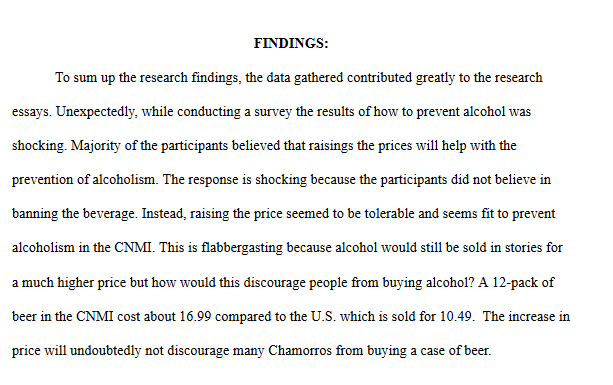 FINDINGS:
To sum up the research findings, the data gathered contributed greatly to the research
essays. Unexpectedly, while conducting a survey the results of how to prevent alcohol was
shocking. Majority of the participants believed that raisings the prices will help with the
prevention of alcoholism. The response is shocking because the participants did not believe in
banning the beverage. Instead, raising the price seemed to be tolerable and seems fit to prevent
alcoholism in the CNMI. This is flabbergasting because alcohol would still be sold in stories for
a much higher price but how would this discourage people from buying alcohol? A 12-pack of
beer in the CNMI cost about 16.99 compared to the U.S. which is sold for 10.49.  The increase in
price will undoubtedly not discourage many Chamorros from buying a case of beer.